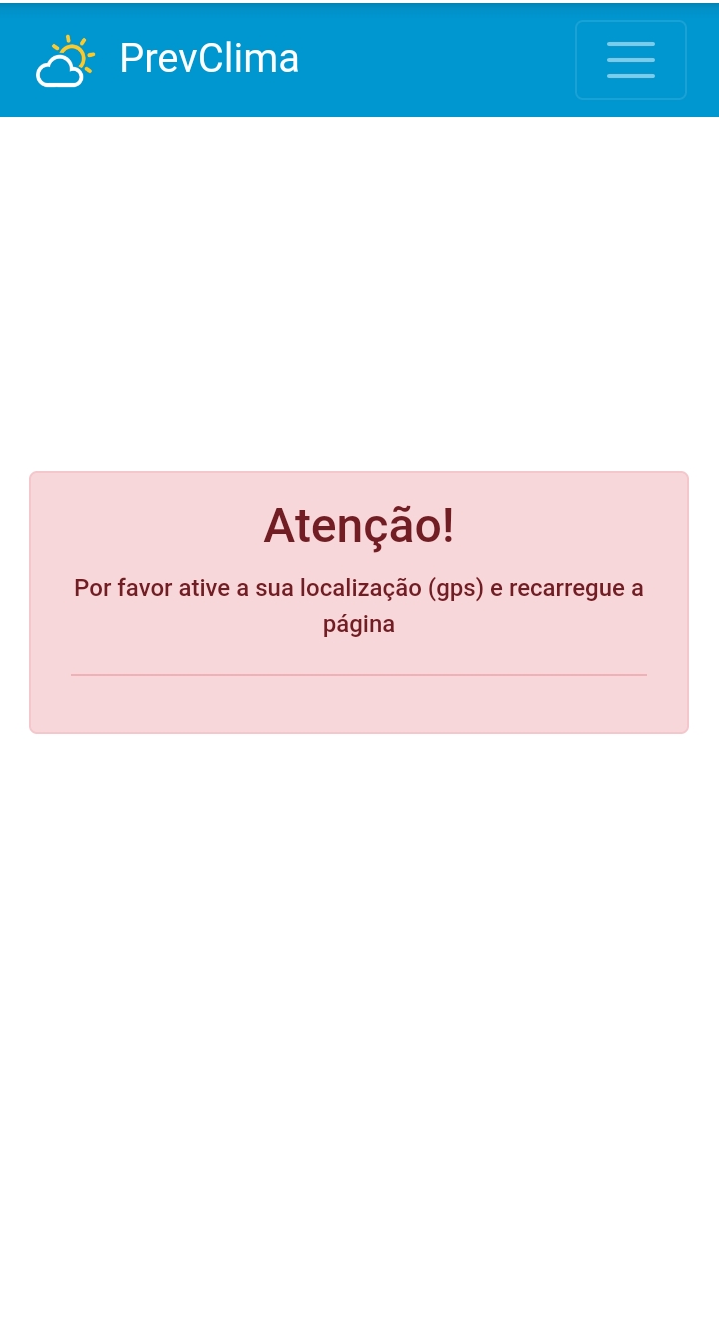 PrevClima
Atenção!
Por favor ative a sua localização (gps) e recarregue a
página